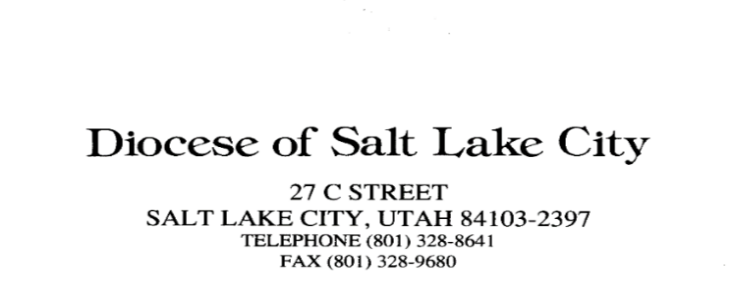 Diocese of Salt Lake City
27 C STREET
SALT LAKE CITY, UTAH 84103-2397
TELEPHONE (801) 328-8641
FAX (801) 328-9680